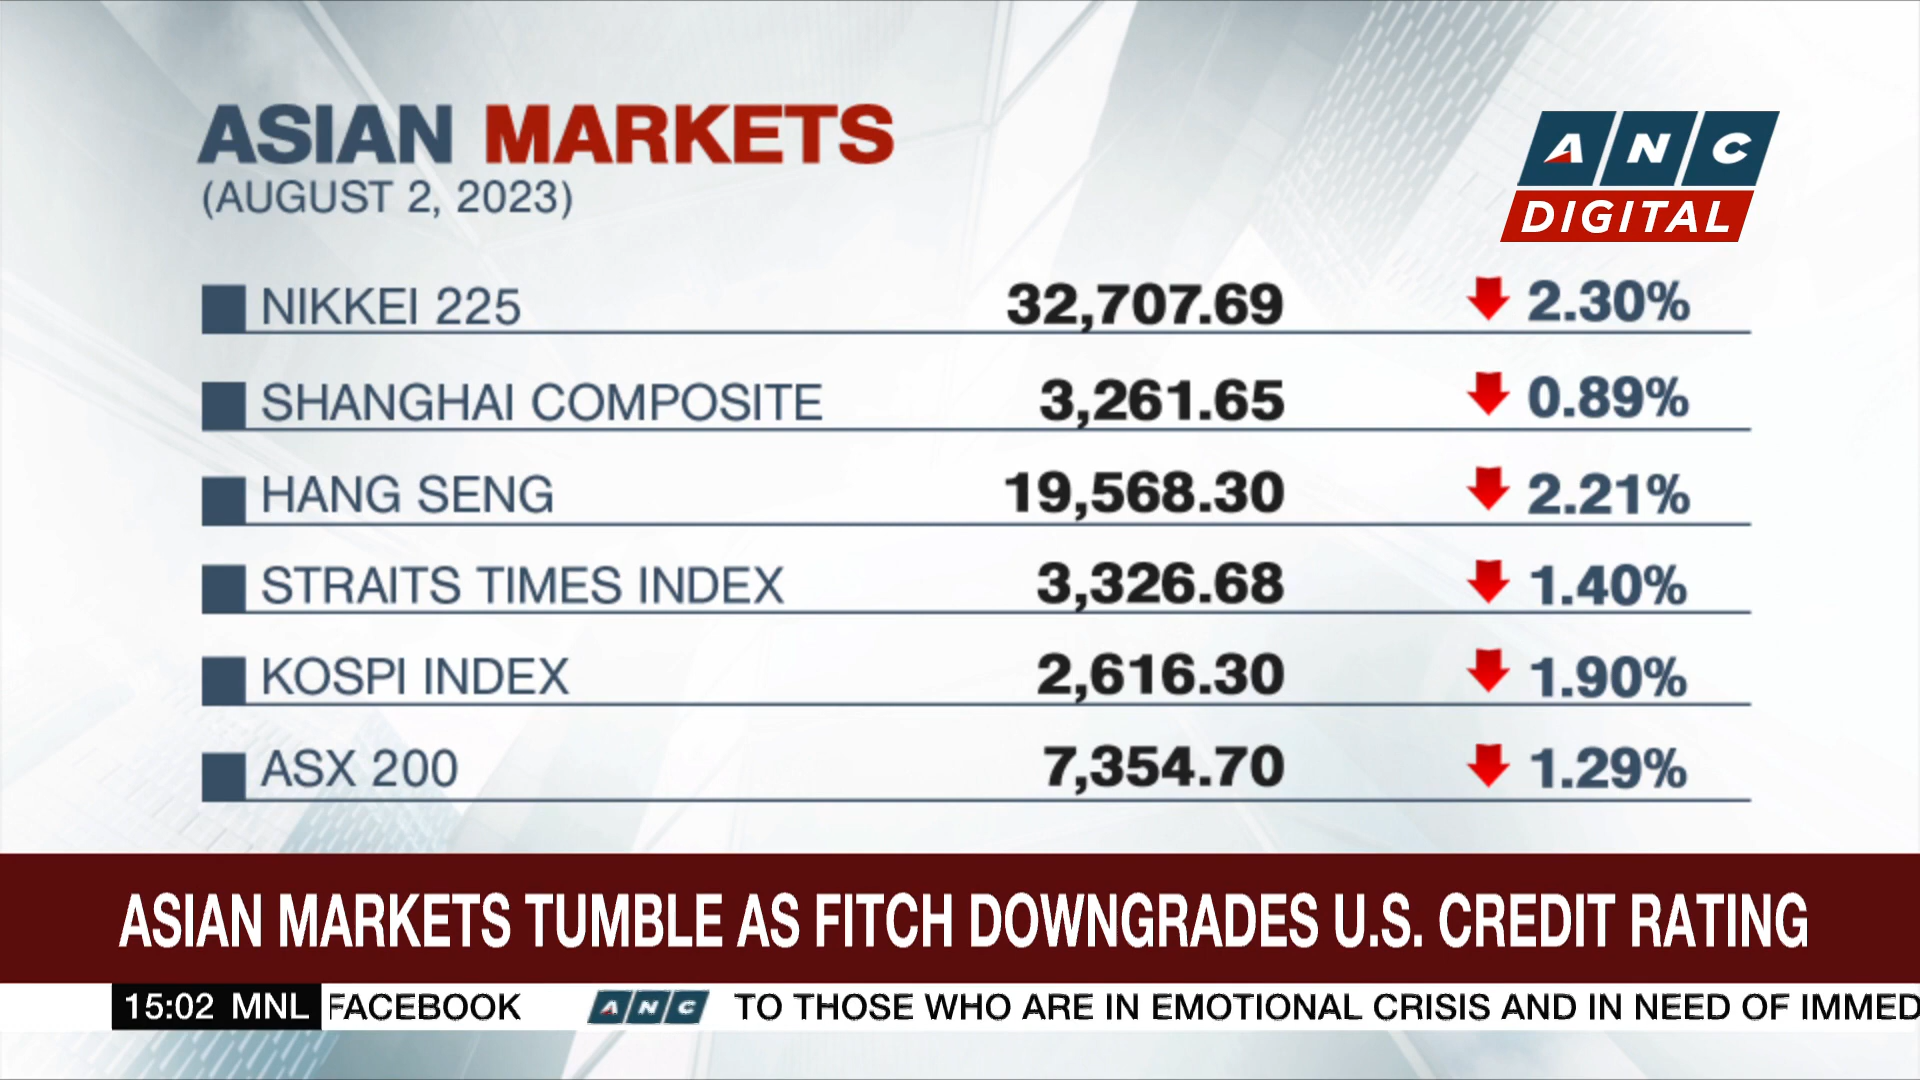 ASIAN MARKETS
(AUGUST 2, 2023)
ANC
DIGITAL
NIKKEI 225 32,707.69 2.30%
SHANGHAI COMPOSITE 3,261.65 0.89%
HANG SENG 19,568.30 2.21%
STRAITS TIMES INDEX 3,326.68 1.40%
KOSPI INDEX 2,616.30 1.90%
ASX 200 7,354.70 1.29%
ASIAN MARKETS TUMBLE AS FITCH DOWNGRADES U.S. CREDIT RATING
15:02 MNL FACEBOOK ANC TO THOSE WHO ARE IN EMOTIONAL CRISIS AND IN NEED OF IMMED